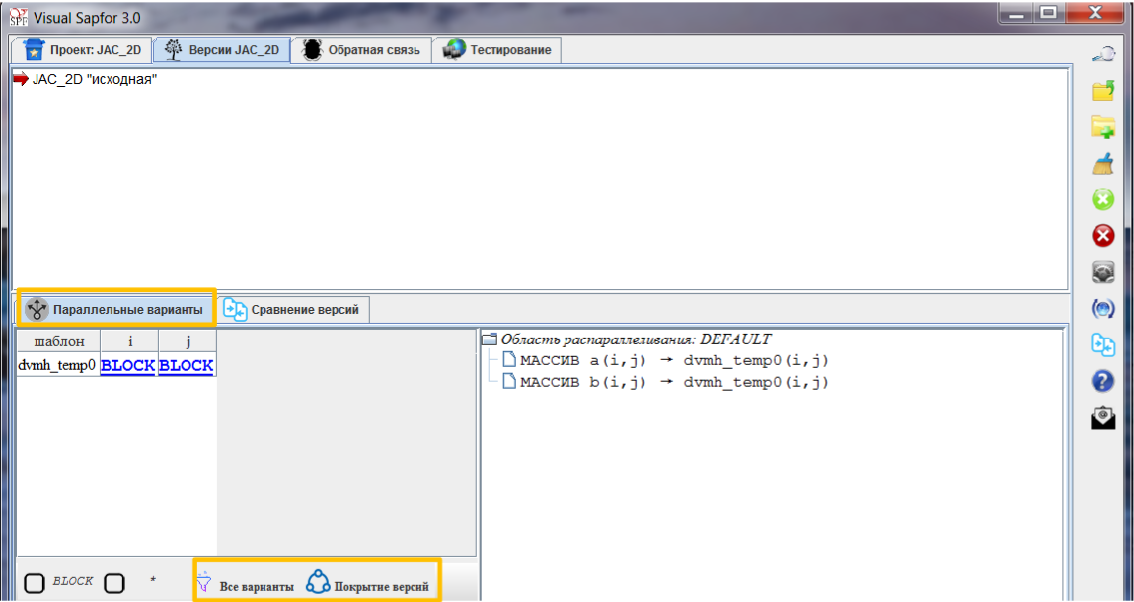 SPF Visual Sapfor 3.0
Проект: JAC_2D Версии JAC_2D Обратная связь Тестирование
JAC_2D "исходная"
Параллельные варианты Сравнение версий
шаблон i j
dvmh_temp0 BLOCK BLOCK
Область распараллеливания: DEFAULT
МАССИВ a(i,j) → dvmh_temp0(i,j)
МАССИВ b(i,j) → dvmh_temp0(i,j)
BLOCK * Все варианты Покрытие версий